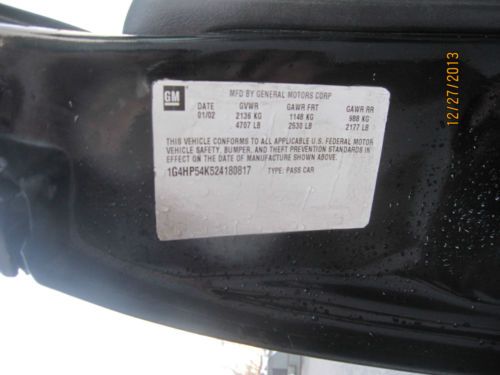 GM
MFD BY GENERAL MOTORS CORP
DATE GVWR GAWR FRT GAWR RR
01/02 2136 KG 1148 KG 988 KG
4707 LB 2530 LB 2177 LB
THIS VEHICLE CONFORMS TO ALL APPLICABLE U.S. FEDERAL MOTOR
VEHICLE SAFETY, BUMPER, AND THEFT PREVENTION STANDARDS IN
EFFECT ON THE DATE OF MANUFACTURE SHOWN ABOVE.
1G4HP54K524180817 TYPE: PASS CAR
12/27/2013